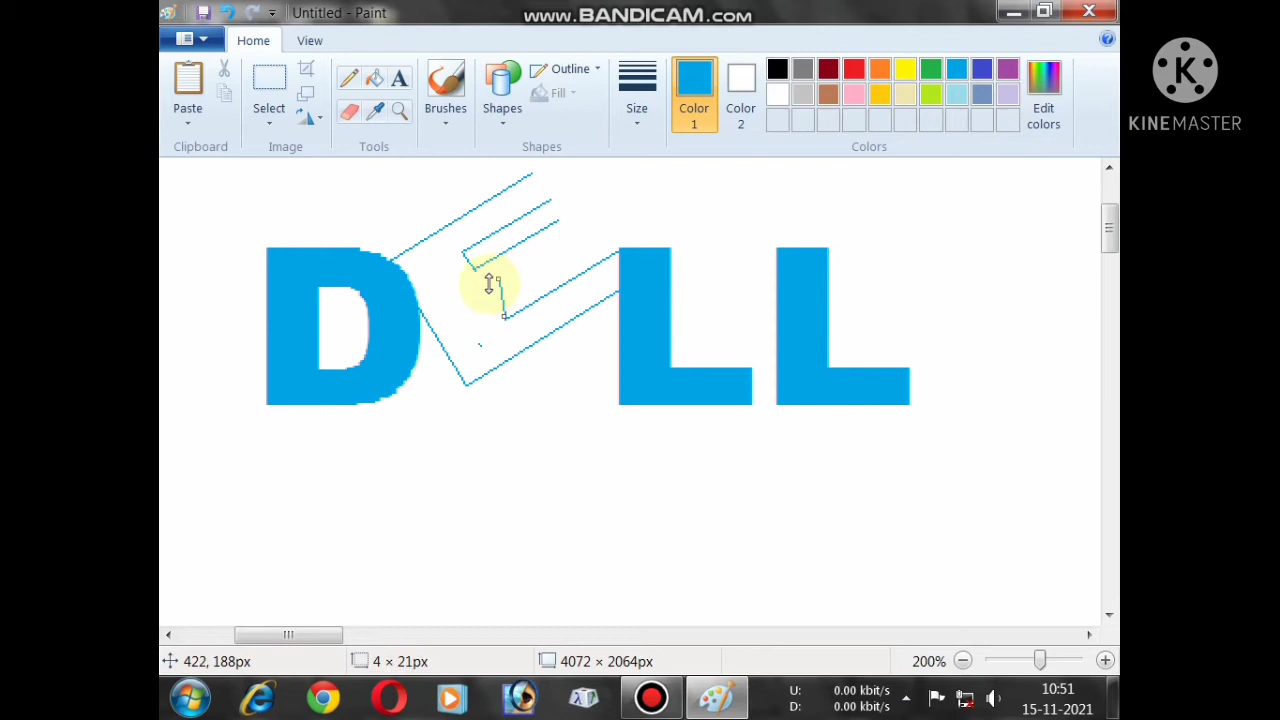 Untitled - Paint
www.BANDICAM.com
Home
View
Paste
Select
A
Brushes
Shapes
Outline
Fill
Size
Color 1
Color 2
Edit colors
Clipboard
Image
Tools
Shapes
Colors
K
KINEMASTER
DELL
422, 188px
4 × 21px
4072 × 2064px
200%
U: 0.00 kbit/s
D: 0.00 kbit/s
10:51
15-11-2021